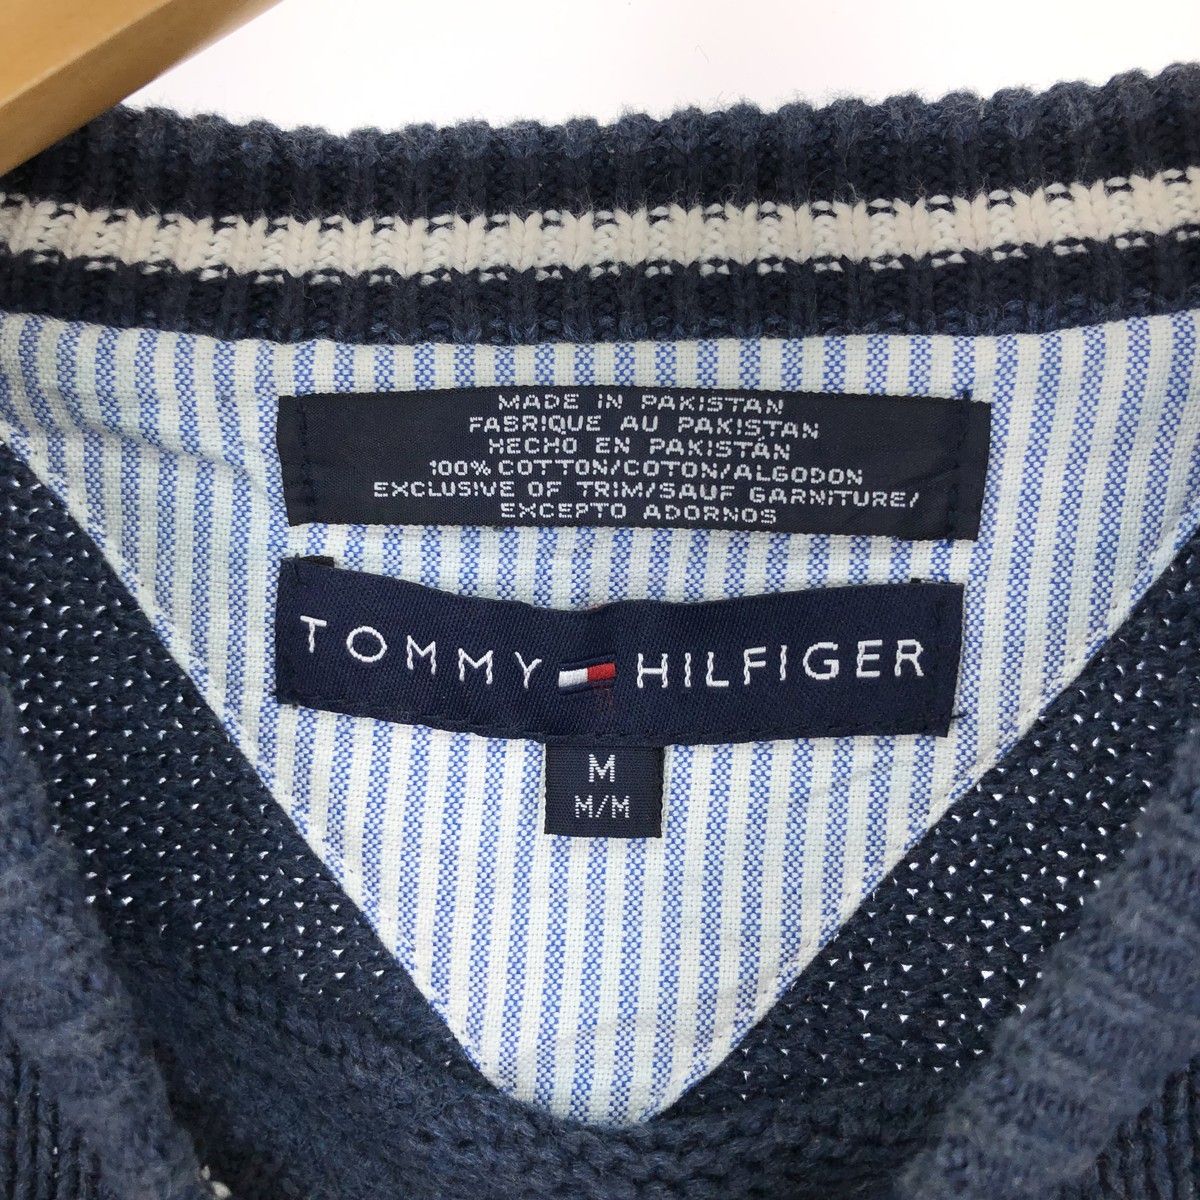 MADE IN PAKISTAN
FABRIQUE AU PAKISTAN
HECHO EN PAKISTÁN
100% COTTON/COTON/ALGODON
EXCLUSIVE OF TRIM/SAUF GARNITURE/
EXCEPTO ADORNOS
TOMMY HILFIGER
M
M/M